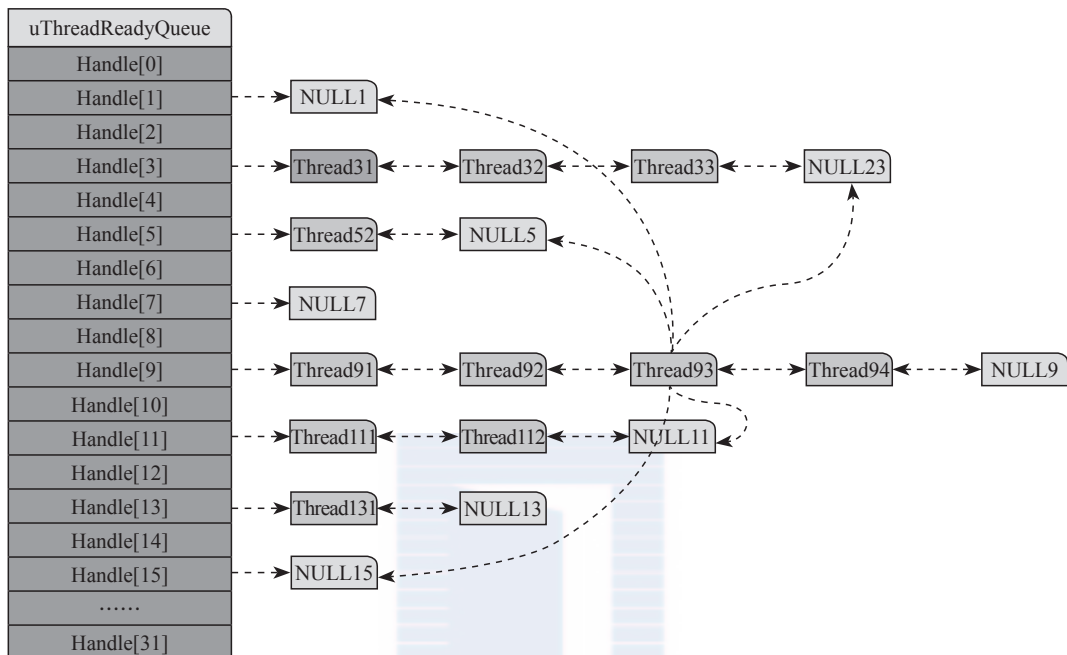 uThreadReadyQueue
Handle[0]
Handle[1] NULL1
Handle[2]
Handle[3] Thread31 Thread32 Thread33 NULL23
Handle[4]
Handle[5] Thread52 NULL5
Handle[6]
Handle[7] NULL7
Handle[8]
Handle[9] Thread91 Thread92 Thread93 Thread94 NULL9
Handle[10]
Handle[11] Thread111 Thread112 NULL11
Handle[12]
Handle[13] Thread131 NULL13
Handle[14]
Handle[15] NULL15
……
Handle[31]